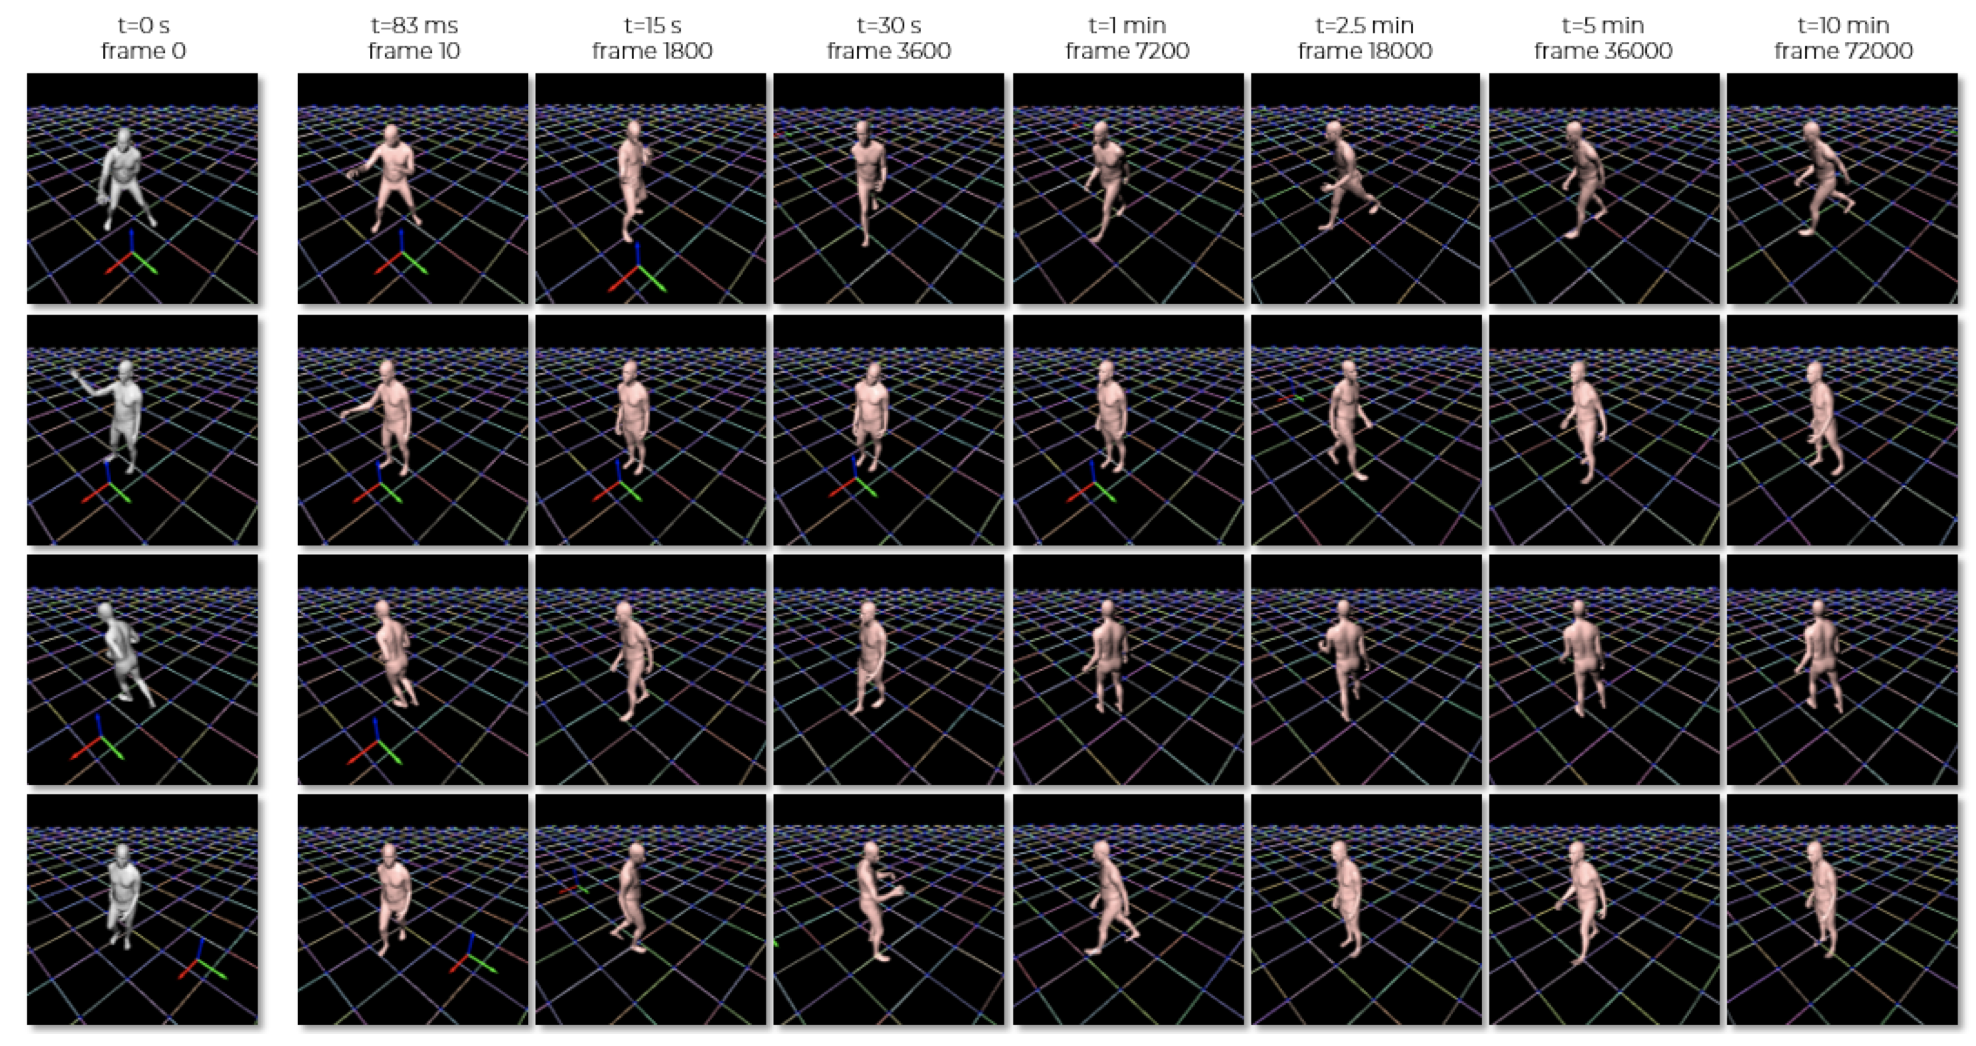 t=0 s
frame 0
t=83 ms
frame 10
t=15 s
frame 1800
t=30 s
frame 3600
t=1 min
frame 7200
t=2.5 min
frame 18000
t=5 min
frame 36000
t=10 min
frame 72000